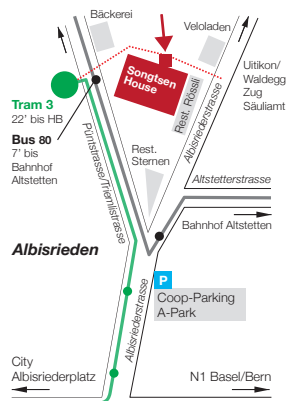 Bäckerei
Veloladen
Songtsen
House
Rest. Rössli
Albisriederstrasse
Uitikon/
Waldegg
Zug
Säuliamt
Tram 3
22’ bis HB
Bus 80
7’ bis
Bahnhof
Altstetten
Püntstrasse/Triemlistrasse
Rest.
Sternen
Altstetterstrasse
Bahnhof Altstetten
Albisrieden
P
Coop-Parking
A-Park
Albisriederstrasse
City
Albisriederplatz
N1 Basel/Bern